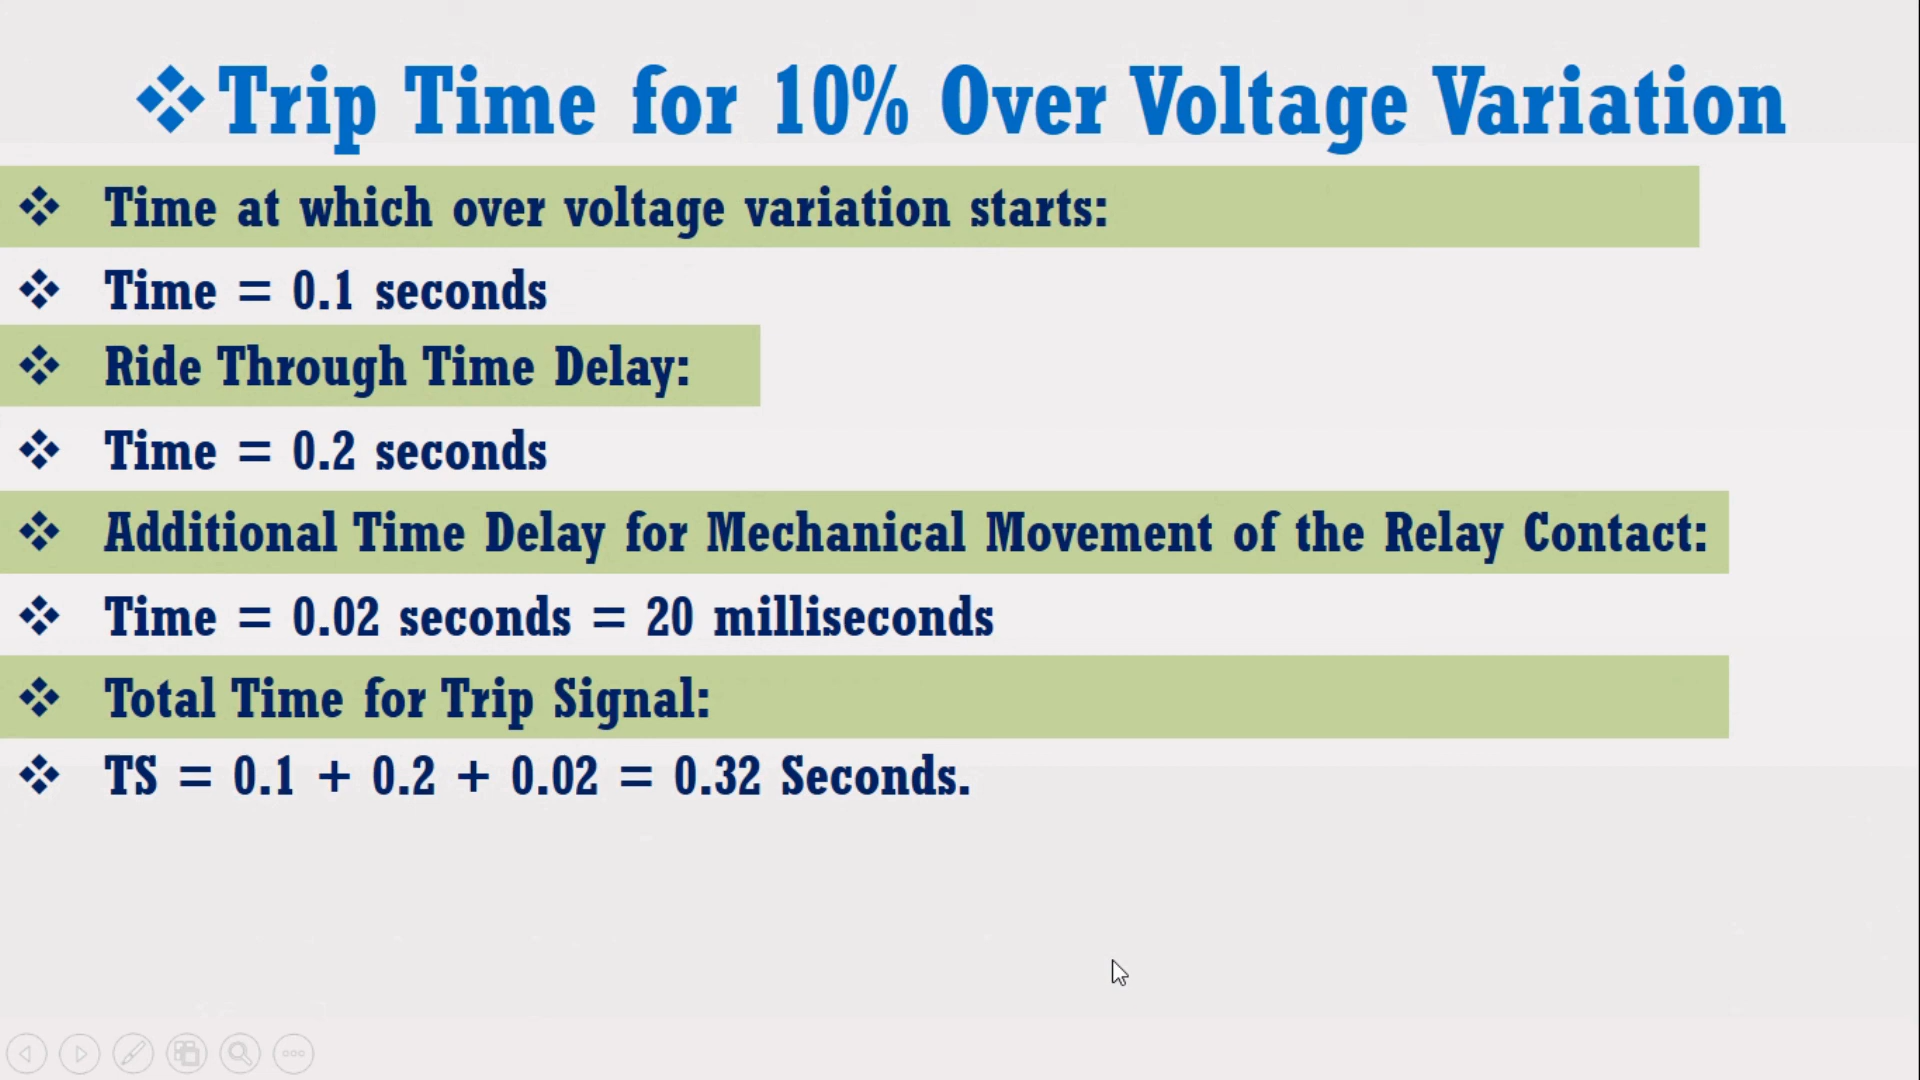 ❖Trip Time for 10% Over Voltage Variation
❖ Time at which over voltage variation starts:
❖ Time = 0.1 seconds
❖ Ride Through Time Delay:
❖ Time = 0.2 seconds
❖ Additional Time Delay for Mechanical Movement of the Relay Contact:
❖ Time = 0.02 seconds = 20 milliseconds
❖ Total Time for Trip Signal:
❖ TS = 0.1 + 0.2 + 0.02 = 0.32 Seconds.